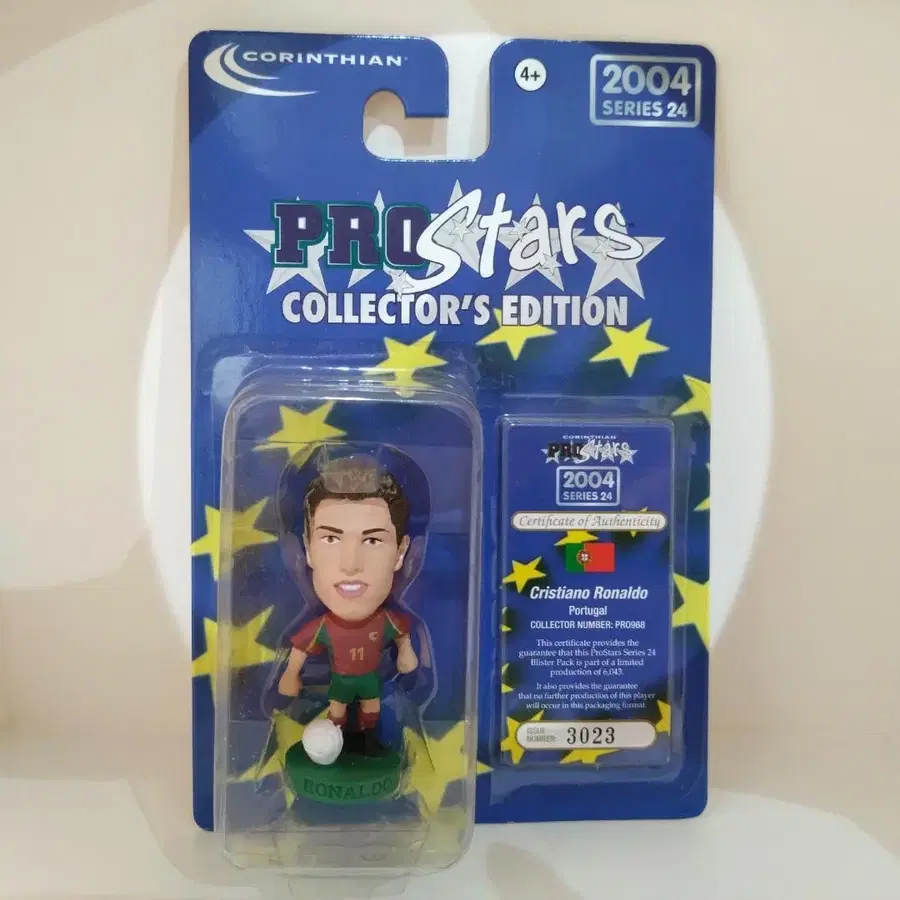 CORINTHIAN
4+
2004
SERIES 24
PROStars
COLLECTOR'S EDITION
CORINTHIAN
PROStars
2004
SERIES 24
Certificate of Authenticity
Cristiano Ronaldo
Portugal
COLLECTOR NUMBER: PRO988
This certificate provides the
guarantee that this ProStars Series 24
Blister Pack is part of a limited
production of 6,043.
It also provides the guarantee
that no further production of this player
will occur in this packaging format.
ISSUE
NUMBER: 3023
11
RONALDO